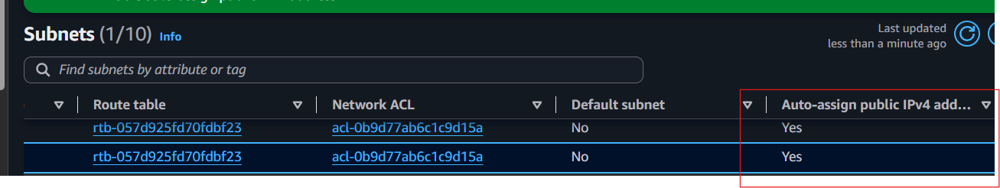 Subnets (1/10) Info
Last updated
less than a minute ago
Find subnets by attribute or tag
Route table Network ACL Default subnet Auto-assign public IPv4 add...
rtb-057d925fd70fdbf23 acl-0b9d77ab6c1c9d15a No Yes
rtb-057d925fd70fdbf23 acl-0b9d77ab6c1c9d15a No Yes